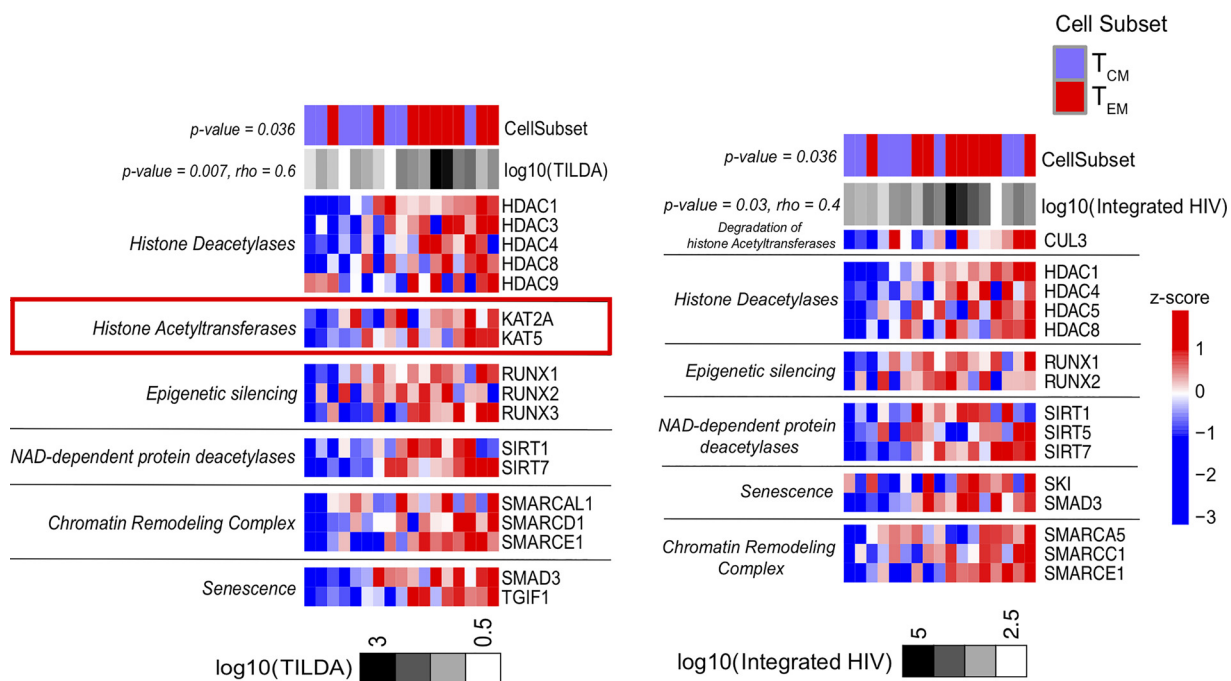 Cell Subset
T CM
T EM
p-value = 0.036
CellSubset
p-value = 0.007, rho = 0.6
log10(TILDA)
Histone Deacetylases
HDAC1
HDAC3
HDAC4
HDAC8
HDAC9
Histone Acetyltransferases
KAT2A
KAT5
Epigenetic silencing
RUNX1
RUNX2
RUNX3
NAD-dependent protein deacetylases
SIRT1
SIRT7
Chromatin Remodeling Complex
SMARCAL1
SMARCD1
SMARCE1
Senescence
SMAD3
TGIF1
log10(TILDA)
3
0.5
p-value = 0.036
CellSubset
p-value = 0.03, rho = 0.4
log10(Integrated HIV)
Degradation of
histone Acetyltransferases
CUL3
Histone Deacetylases
HDAC1
HDAC4
HDAC5
HDAC8
Epigenetic silencing
RUNX1
RUNX2
NAD-dependent protein
deacetylases
SIRT1
SIRT5
SIRT7
Senescence
SKI
SMAD3
Chromatin Remodeling
Complex
SMARCA5
SMARCC1
SMARCE1
log10(Integrated HIV)
5
2.5
z-score
1
0
−1
−2
−3